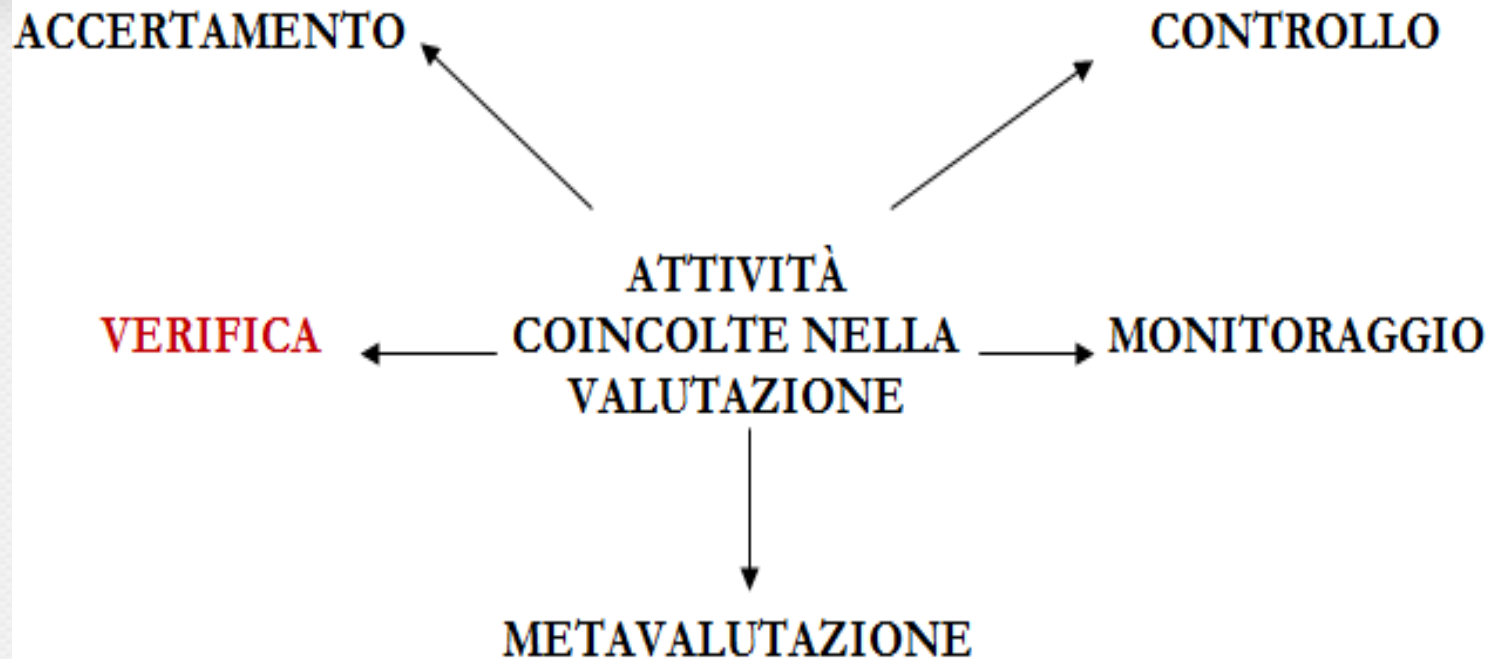 ACCERTAMENTO
CONTROLLO
ATTIVITÀ
VERIFICA
COINCOLTE NELLA
MONITORAGGIO
VALUTAZIONE
METAVALUTAZIONE